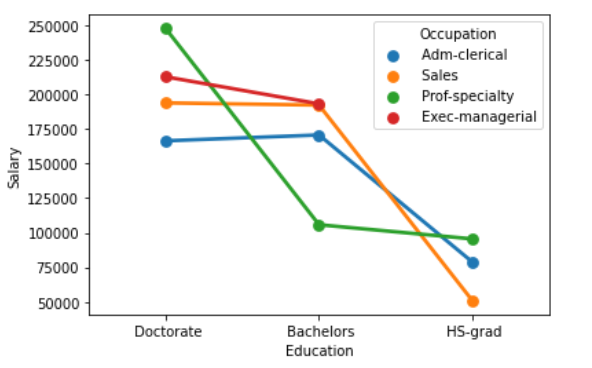 250000
225000
200000
175000
150000
125000
100000
75000
50000
Salary
Occupation
Adm-clerical
Sales
Prof-specialty
Exec-managerial
Doctorate
Bachelors
HS-grad
Education